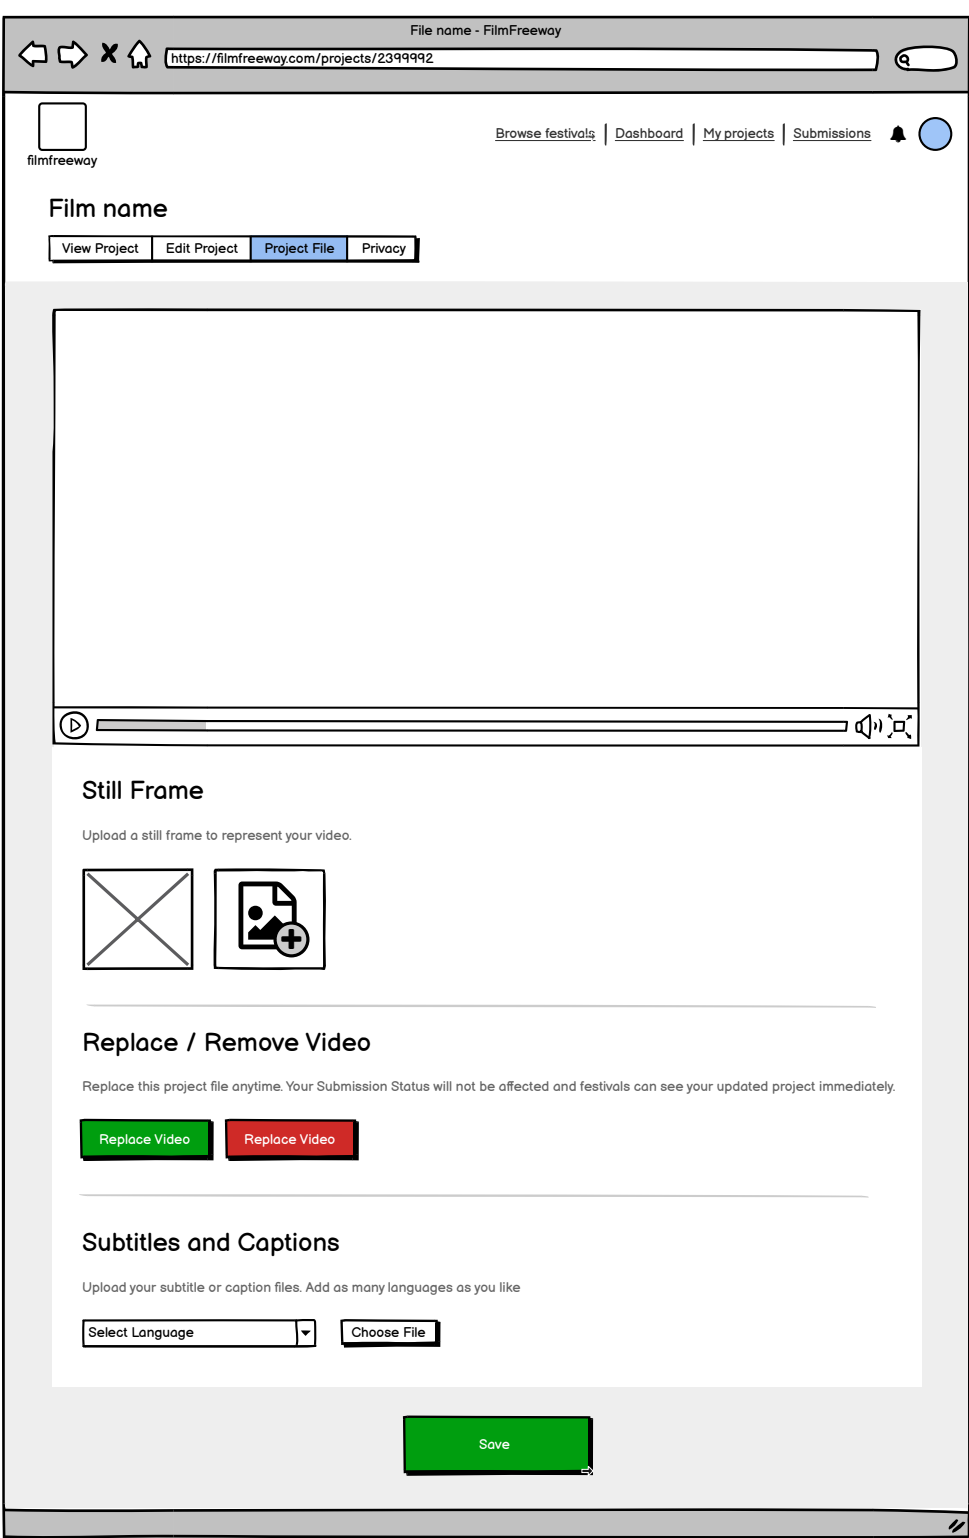 File name - FilmFreeway
https://filmfreeway.com/projects/2399992
filmfreeway
Browse festivals | Dashboard | My projects | Submissions
Film name
View Project Edit Project Project File Privacy
Still Frame
Upload a still frame to represent your video.
Replace / Remove Video
Replace this project file anytime. Your Submission Status will not be affected and festivals can see your updated project immediately.
Replace Video Replace Video
Subtitles and Captions
Upload your subtitle or caption files. Add as many languages as you like
Select Language Choose File
Save